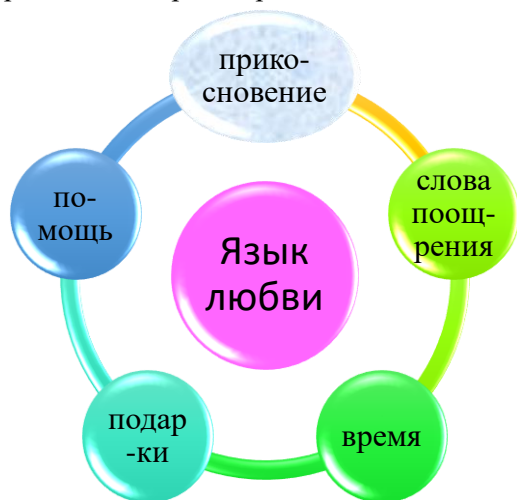 прико-
сновение
слова
поощ-
рения
по-
мощь
Язык
любви
подар
-ки
время